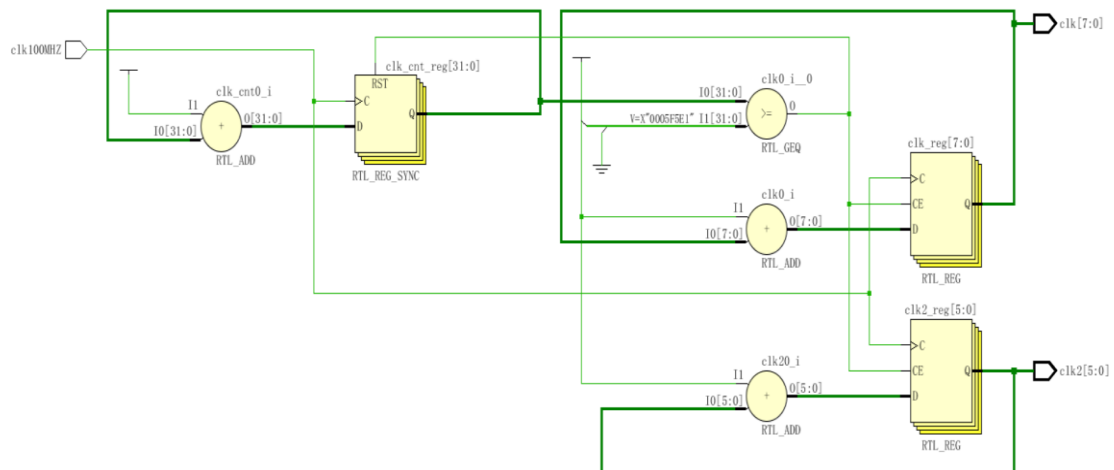 clk100MHZ
I1
I0[31:0]
clk_cnt0_i
+
O[31:0]
RTL_ADD
clk_cnt_reg[31:0]
RST
C
D
Q
RTL_REG_SYNC
clk0_i__0
I0[31:0]
V=X"0005F5E1" I1[31:0]
>=
O
RTL_GEQ
clk0_i
I1
I0[7:0]
+
O[7:0]
RTL_ADD
clk_reg[7:0]
C
CE
D
Q
RTL_REG
clk[7:0]
clk20_i
I1
I0[5:0]
+
O[5:0]
RTL_ADD
clk2_reg[5:0]
C
CE
D
Q
RTL_REG
clk2[5:0]